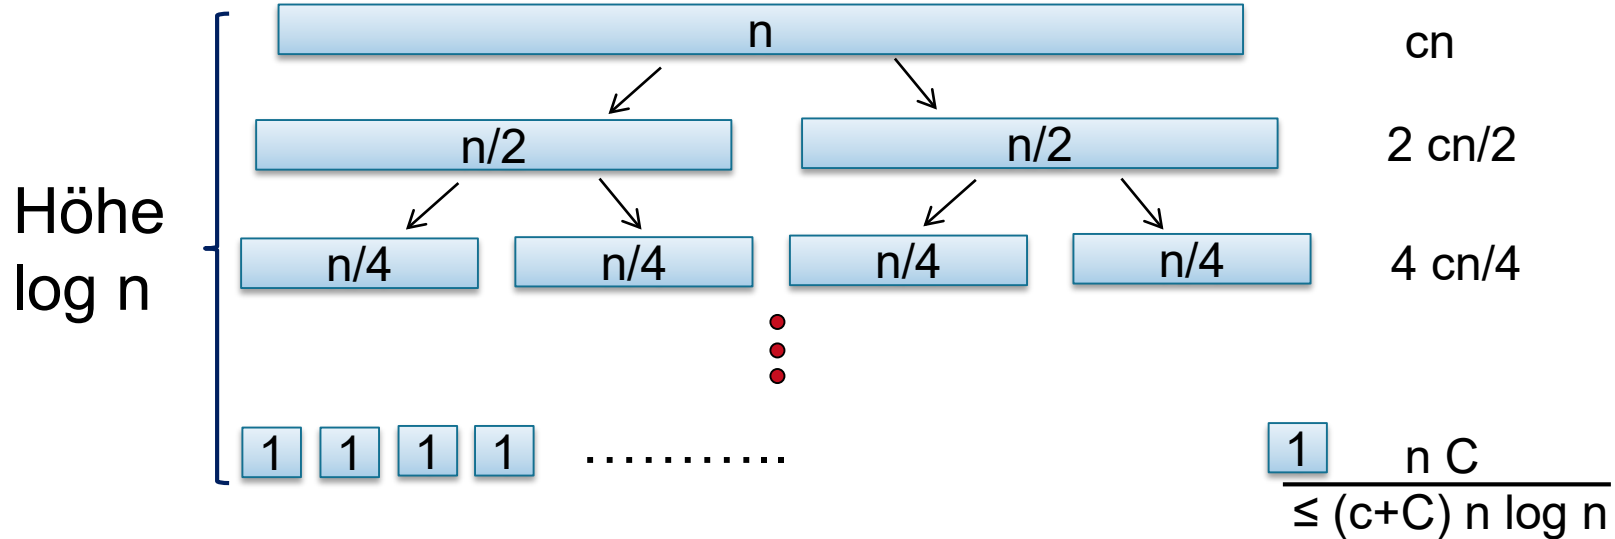 n cn
n/2 n/2 2 cn/2
Höhe
log n
n/4 n/4 n/4 n/4 4 cn/4
1 1 1 1 ........... 1 n C
≤ (c+C) n log n